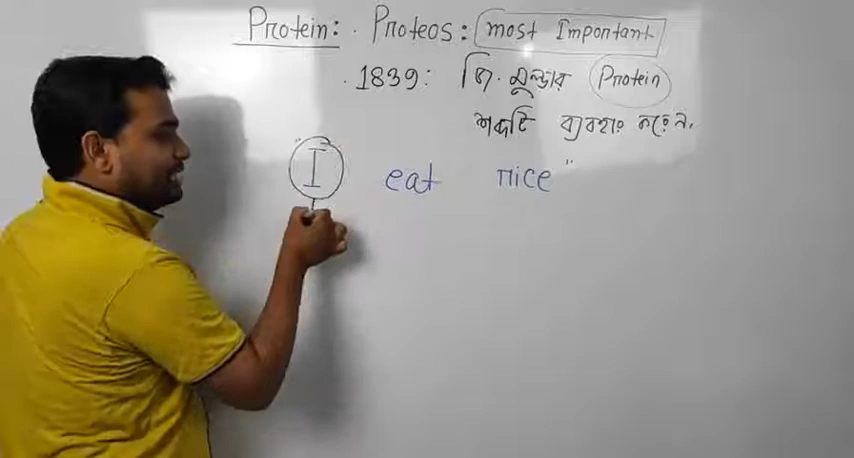 Protein: · Proteos: most Important
· 1839: জি. মুল্ডার Protein
শব্দটি ব্যবহার করেন.
"I eat rice"